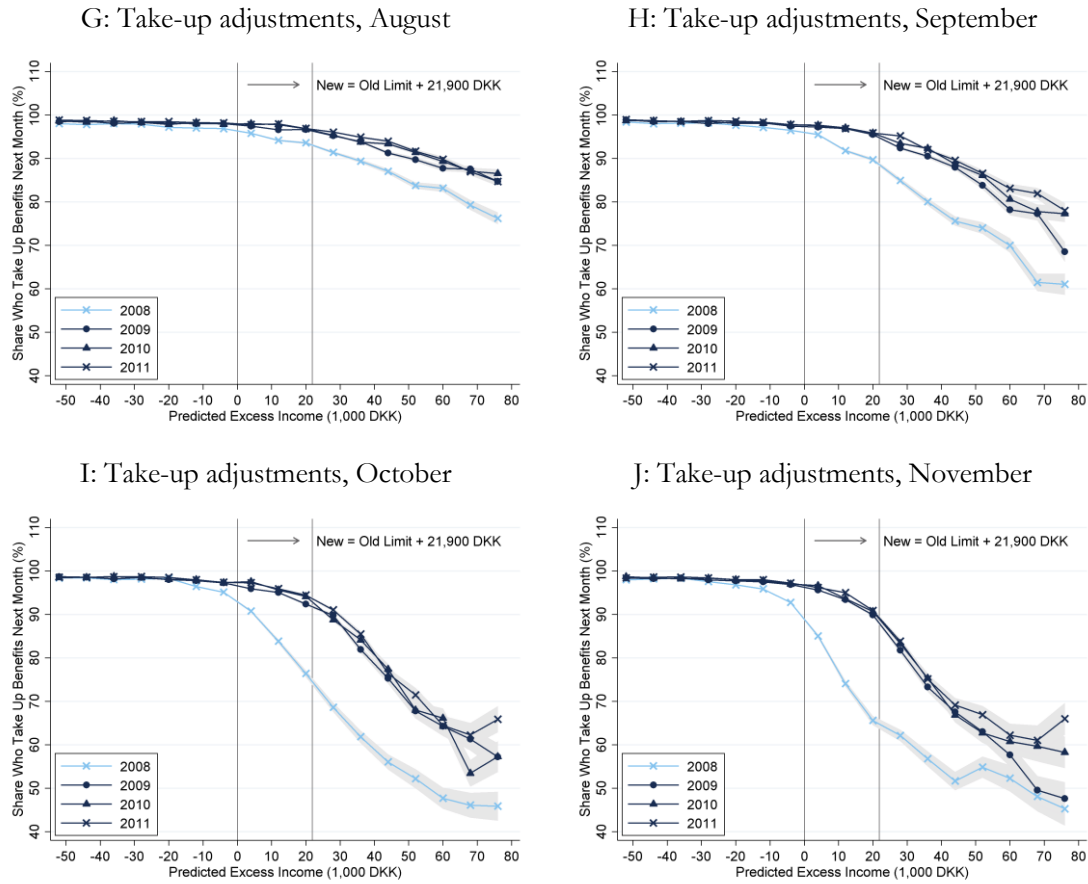 G: Take-up adjustments, August
Share Who Take Up Benefits Next Month (%)
110
100
90
80
70
60
50
40
New = Old Limit + 21,900 DKK
2008
2009
2010
2011
-50 -40 -30 -20 -10 0 10 20 30 40 50 60 70 80
Predicted Excess Income (1,000 DKK)
H: Take-up adjustments, September
Share Who Take Up Benefits Next Month (%)
110
100
90
80
70
60
50
40
New = Old Limit + 21,900 DKK
2008
2009
2010
2011
-50 -40 -30 -20 -10 0 10 20 30 40 50 60 70 80
Predicted Excess Income (1,000 DKK)
I: Take-up adjustments, October
Share Who Take Up Benefits Next Month (%)
110
100
90
80
70
60
50
40
New = Old Limit + 21,900 DKK
2008
2009
2010
2011
-50 -40 -30 -20 -10 0 10 20 30 40 50 60 70 80
Predicted Excess Income (1,000 DKK)
J: Take-up adjustments, November
Share Who Take Up Benefits Next Month (%)
110
100
90
80
70
60
50
40
New = Old Limit + 21,900 DKK
2008
2009
2010
2011
-50 -40 -30 -20 -10 0 10 20 30 40 50 60 70 80
Predicted Excess Income (1,000 DKK)